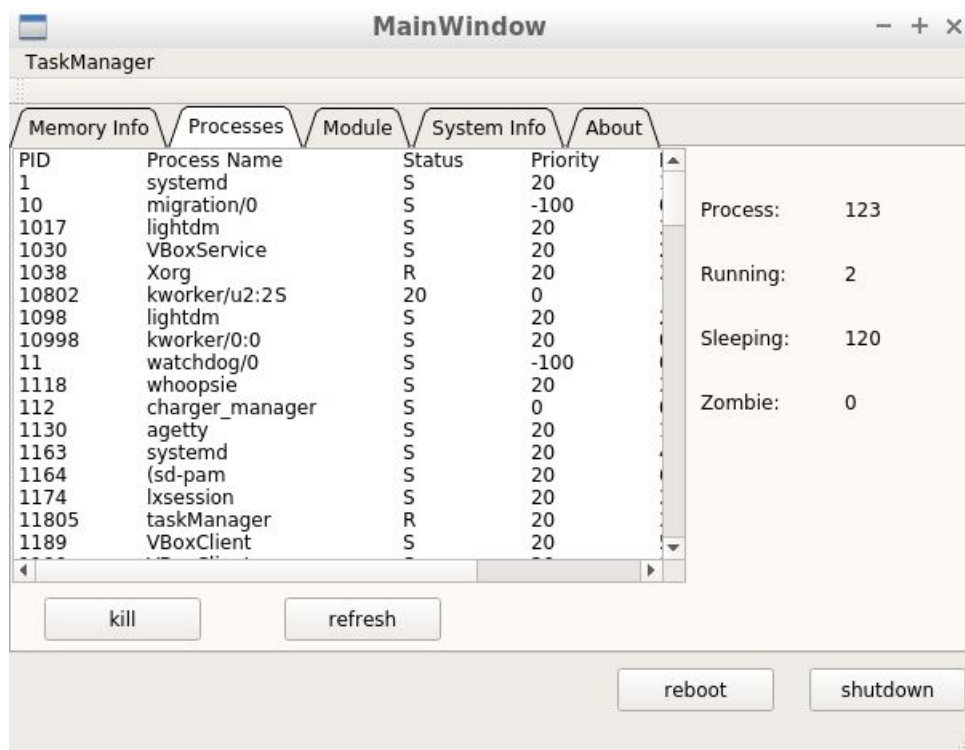 MainWindow
TaskManager
Memory Info Processes Module System Info About
PID Process Name Status Priority
1 systemd S 20
10 migration/0 S -100
1017 lightdm S 20
1030 VBoxService S 20
1038 Xorg R 20
10802 kworker/u2:2S 20 0
1098 lightdm S 20
10998 kworker/0:0 S 20
11 watchdog/0 S -100
1118 whoopsie S 20
112 charger_manager S 0
1130 agetty S 20
1163 systemd S 20
1164 (sd-pam S 20
1174 lxsession S 20
11805 taskManager R 20
1189 VBoxClient S 20
Process: 123
Running: 2
Sleeping: 120
Zombie: 0
kill refresh
reboot shutdown